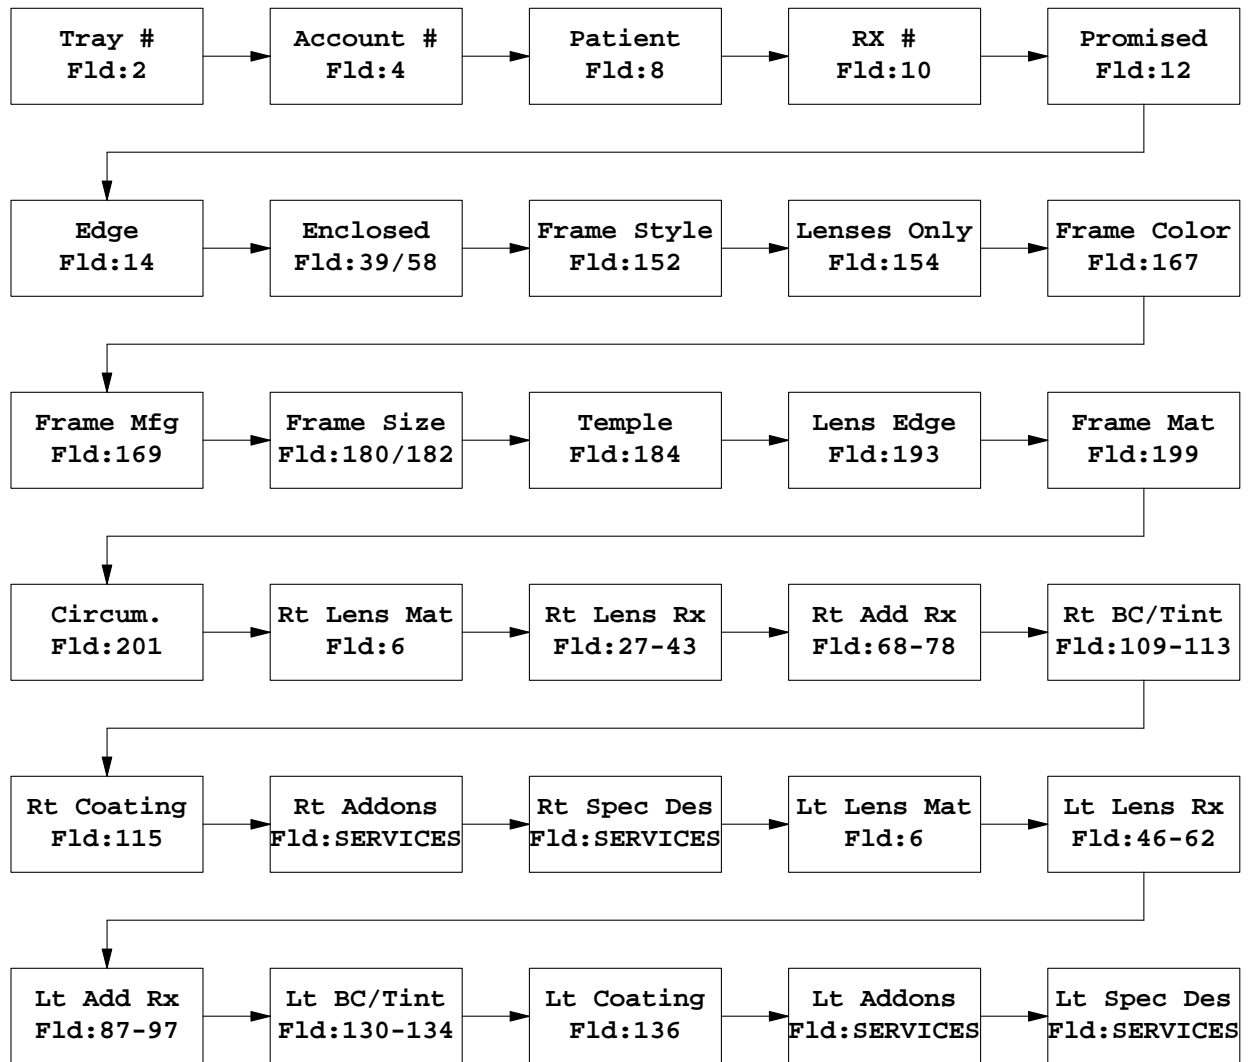 Tray #
Fld:2
Account #
Fld:4
Patient
Fld:8
RX #
Fld:10
Promised
Fld:12
Edge
Fld:14
Enclosed
Fld:39/58
Frame Style
Fld:152
Lenses Only
Fld:154
Frame Color
Fld:167
Frame Mfg
Fld:169
Frame Size
Fld:180/182
Temple
Fld:184
Lens Edge
Fld:193
Frame Mat
Fld:199
Circum.
Fld:201
Rt Lens Mat
Fld:6
Rt Lens Rx
Fld:27-43
Rt Add Rx
Fld:68-78
Rt BC/Tint
Fld:109-113
Rt Coating
Fld:115
Rt Addons
Fld:SERVICES
Rt Spec Des
Fld:SERVICES
Lt Lens Mat
Fld:6
Lt Lens Rx
Fld:46-62
Lt Add Rx
Fld:87-97
Lt BC/Tint
Fld:130-134
Lt Coating
Fld:136
Lt Addons
Fld:SERVICES
Lt Spec Des
Fld:SERVICES